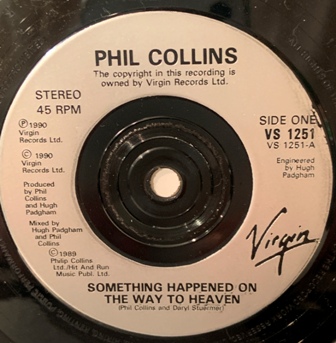 PHIL COLLINS
The copyright in this recording is
owned by Virgin Records Ltd.
STEREO
45 RPM
SIDE ONE
VS 1251
VS 1251-A
Ⓟ 1990
Virgin
Records Ltd.
© 1990
Virgin
Records Ltd.
Engineered
by Hugh
Padgham
Produced
by Phil
Collins
and Hugh
Padgham
Mixed by
Hugh Padgham
and Phil
Collins
©1989
Philip Collins
Ltd./Hit And Run
Music Publ. Ltd.
Virgin
SOMETHING HAPPENED ON
THE WAY TO HEAVEN
(Phil Collins and Daryl Stuermer)